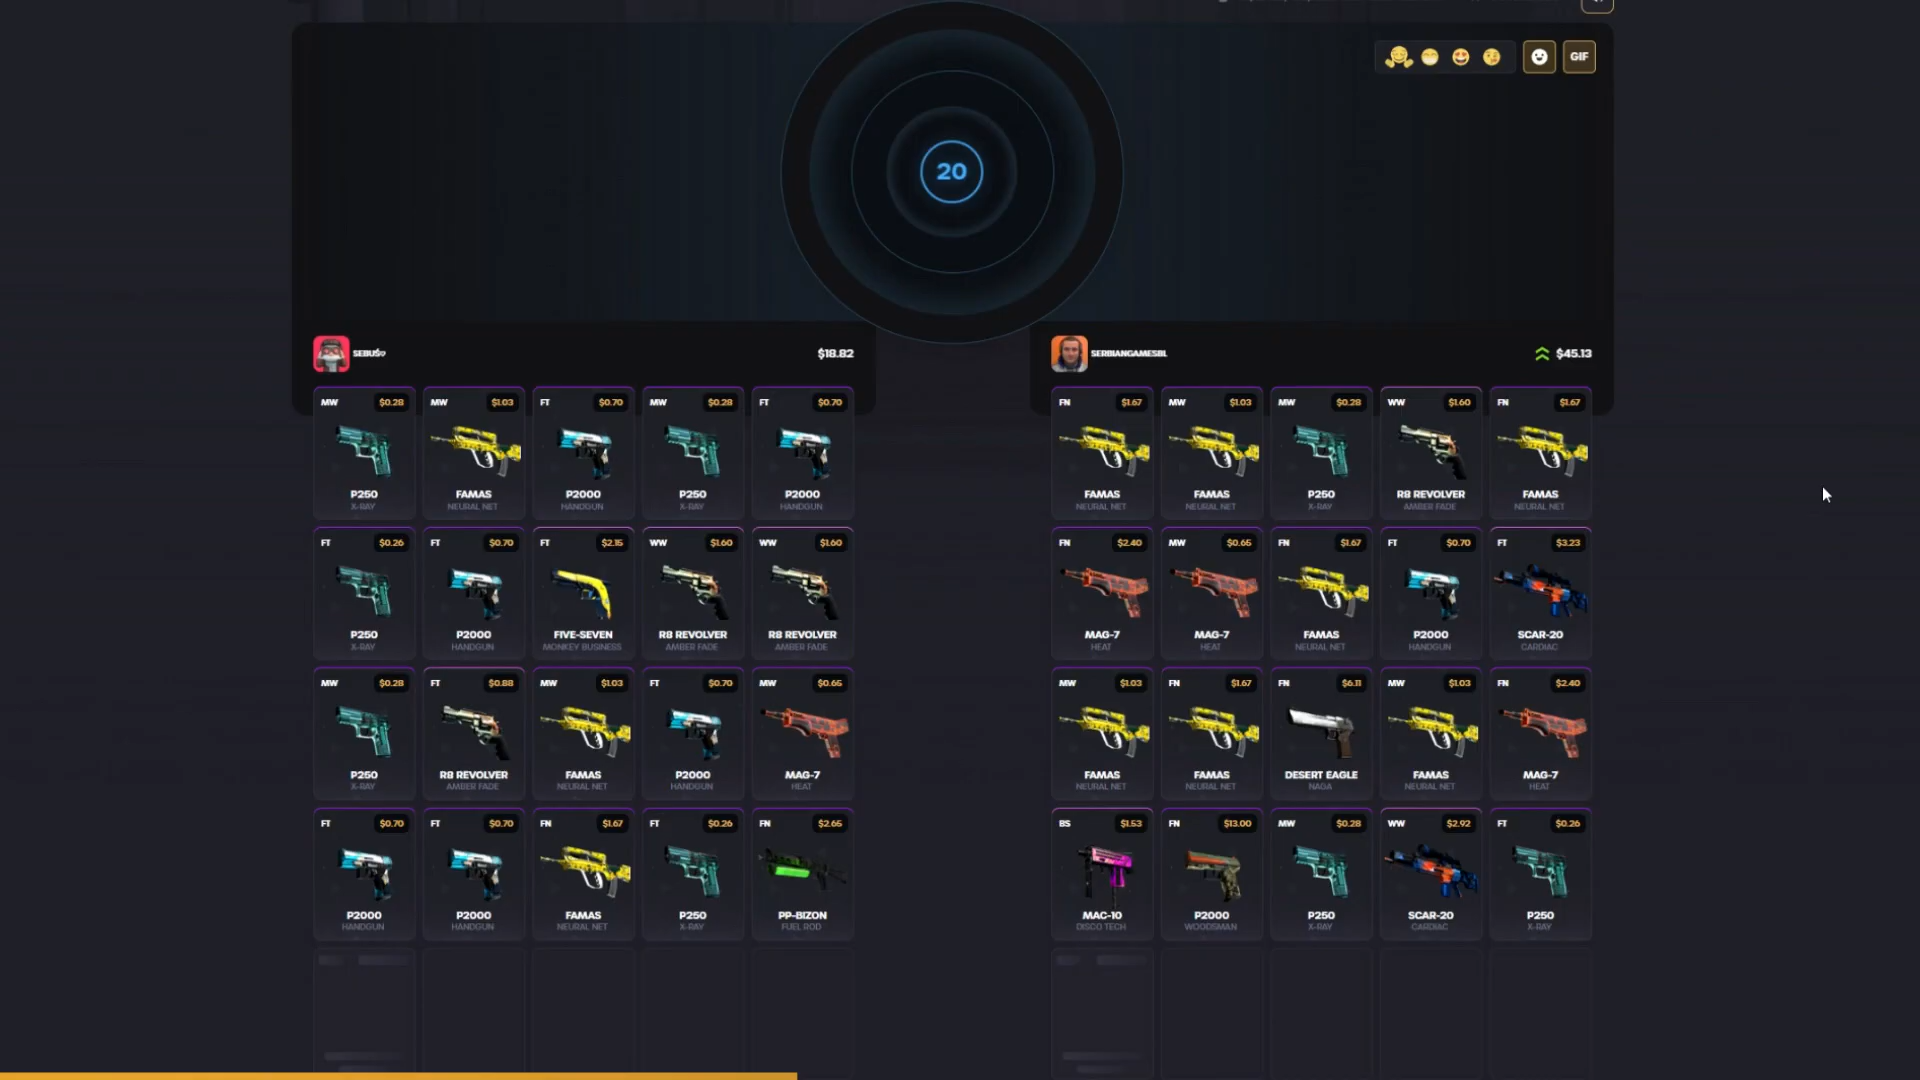 GIF
20
SEBUŚ
$18.82
SERBIANGAMESBL
$45.13
MW $0.28 MW $1.03 FT $0.70 MW $0.28 FT $0.70
P250 FAMAS P2000 P250 P2000
X-RAY NEURAL NET HANDGUN X-RAY HANDGUN
FT $0.26 FT $0.70 FT $2.15 WW $1.60 WW $1.60
P250 P2000 FIVE-SEVEN R8 REVOLVER R8 REVOLVER
X-RAY HANDGUN MONKEY BUSINESS AMBER FADE AMBER FADE
MW $0.28 FT $0.88 MW $1.03 FT $0.70 MW $0.65
P250 R8 REVOLVER FAMAS P2000 MAG-7
X-RAY AMBER FADE NEURAL NET HANDGUN HEAT
FT $0.70 FT $0.70 FN $1.67 FT $0.26 FN $2.65
P2000 P2000 FAMAS P250 PP-BIZON
HANDGUN HANDGUN NEURAL NET X-RAY FUEL ROD
FN $1.67 MW $1.03 MW $0.28 WW $1.60 FN $1.67
FAMAS FAMAS P250 R8 REVOLVER FAMAS
NEURAL NET NEURAL NET X-RAY AMBER FADE NEURAL NET
FN $2.40 MW $0.65 FN $1.67 FT $0.70 FT $3.23
MAG-7 MAG-7 FAMAS P2000 SCAR-20
HEAT HEAT NEURAL NET HANDGUN CARDIAC
MW $1.03 FN $1.67 FN $6.11 MW $1.03 FN $2.40
FAMAS FAMAS DESERT EAGLE FAMAS MAG-7
NEURAL NET NEURAL NET NAGA NEURAL NET HEAT
BS $1.53 FN $13.00 MW $0.28 WW $2.92 FT $0.26
MAC-10 P2000 P250 SCAR-20 P250
DISCO TECH WOODSMAN X-RAY CARDIAC X-RAY